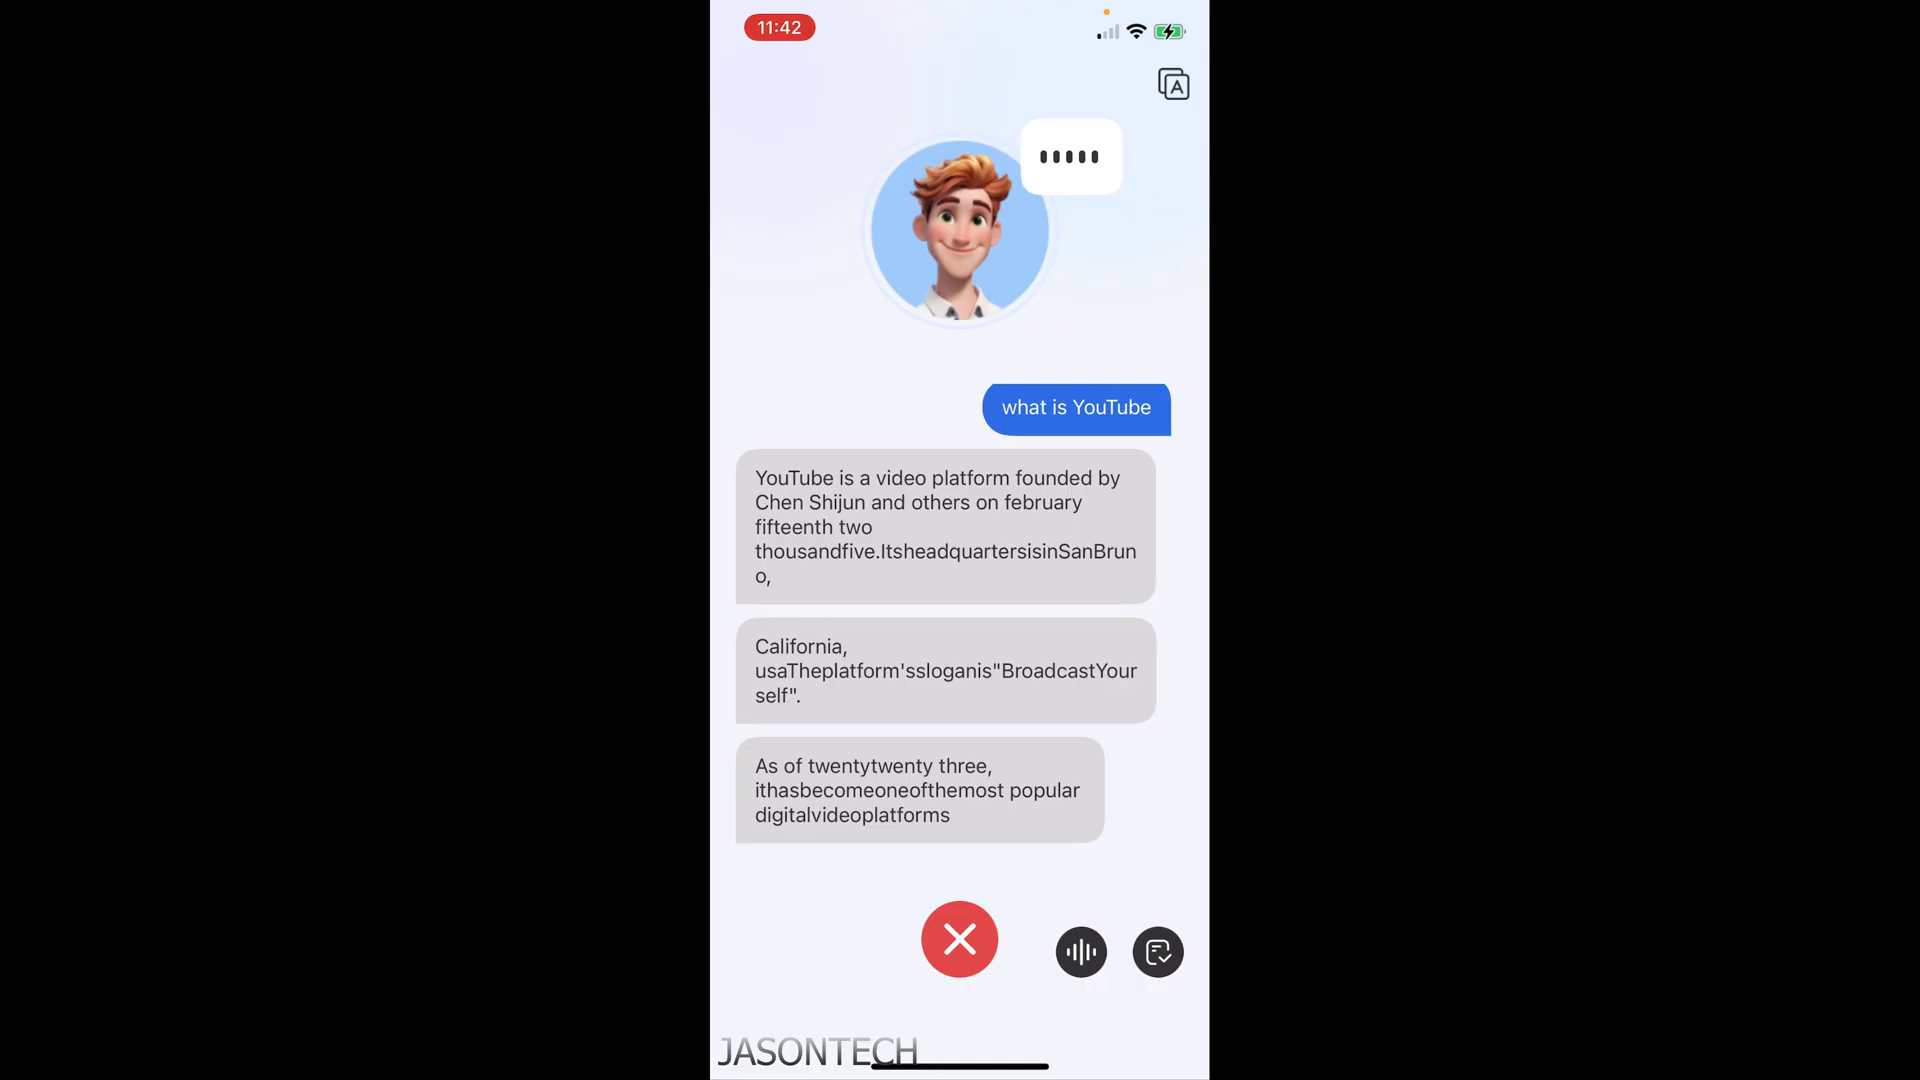 11:42
A
what is YouTube
YouTube is a video platform founded by
Chen Shijun and others on february
fifteenth two
thousandfive.ItsheadquartersisinSanBrun
o,
California,
usaTheplatform'ssloganis"BroadcastYour
self".
As of twentytwenty three,
ithasbecomeoneofthemost popular
digitalvideoplatforms
JASONTECH